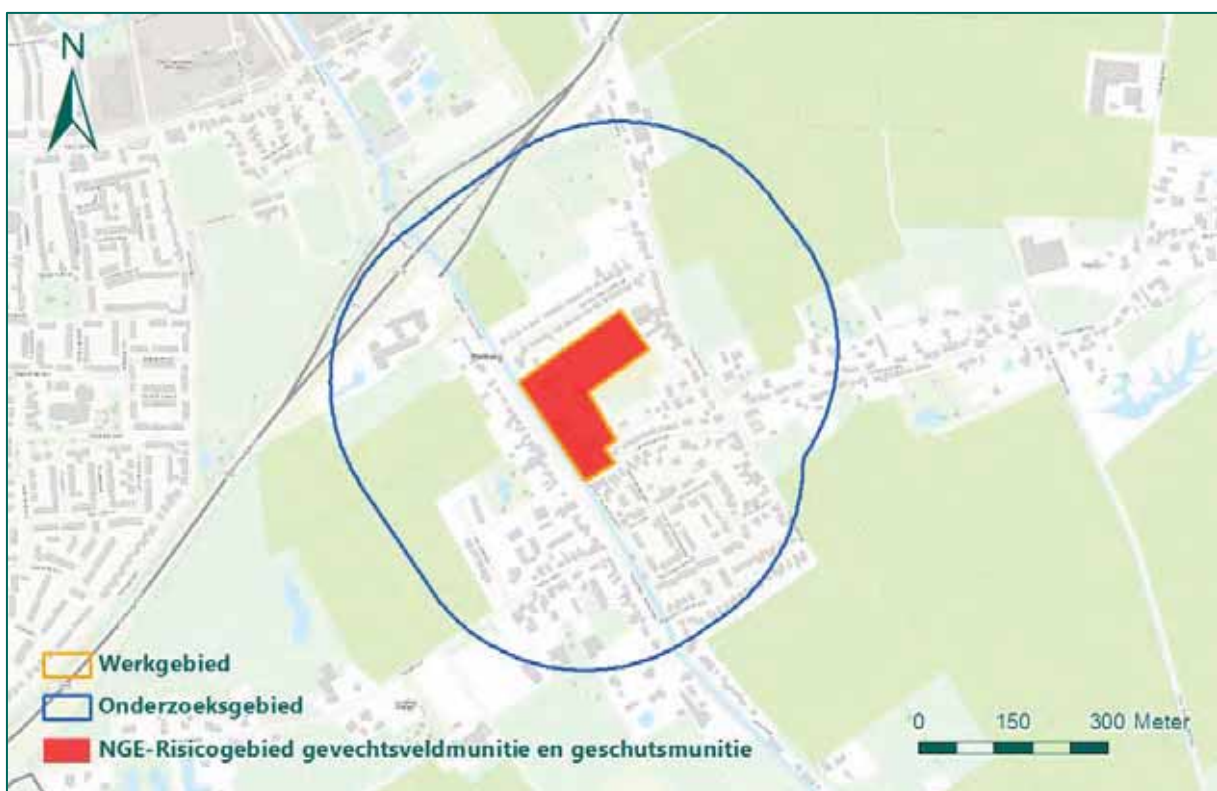 N
Werkgebied
Onderzoeksgebied
NGE-Risicogebied gevechtsveldmunitie en geschutsmunitie
0 150 300 Meter